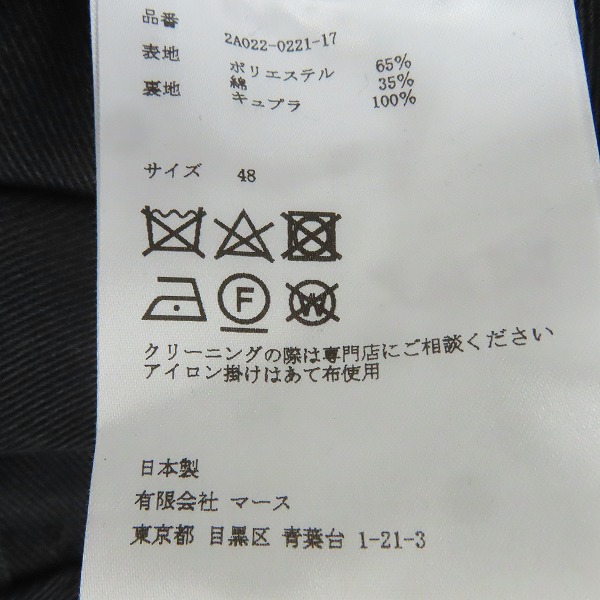 品番 2A022-0221-17
表地 ポリエステル 65%
綿 35%
裏地 キュプラ 100%
サイズ 48
F W
クリーニングの際は専門店にご相談ください
アイロン掛けはあて布使用
日本製
有限会社 マース
東京都 目黒区 青葉台 1-21-3